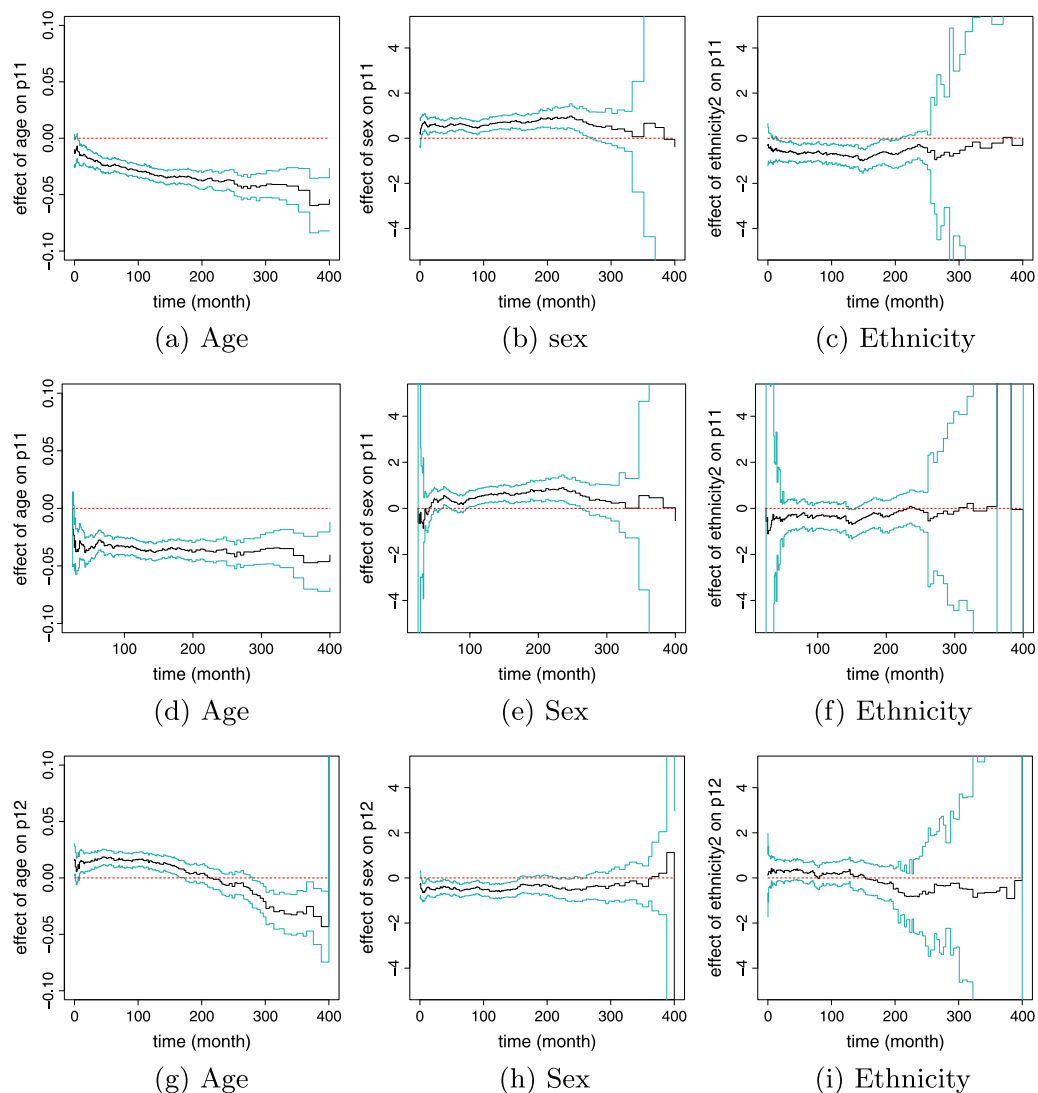 effect of age on p11
0.10
0.05
0.00
−0.05
−0.10
0 100 200 300 400
time (month)
(a) Age
effect of sex on p11
4
2
0
−2
−4
0 100 200 300 400
time (month)
(b) sex
effect of ethnicity2 on p11
4
2
0
−2
−4
0 100 200 300 400
time (month)
(c) Ethnicity
effect of age on p11
0.10
0.05
0.00
−0.05
−0.10
100 200 300 400
time (month)
(d) Age
effect of sex on p11
4
2
0
−2
−4
100 200 300 400
time (month)
(e) Sex
effect of ethnicity2 on p11
4
2
0
−2
−4
100 200 300 400
time (month)
(f) Ethnicity
effect of age on p12
0.10
0.05
0.00
−0.05
−0.10
0 100 200 300 400
time (month)
(g) Age
effect of sex on p12
4
2
0
−2
−4
0 100 200 300 400
time (month)
(h) Sex
effect of ethnicity2 on p12
4
2
0
−2
−4
0 100 200 300 400
time (month)
(i) Ethnicity